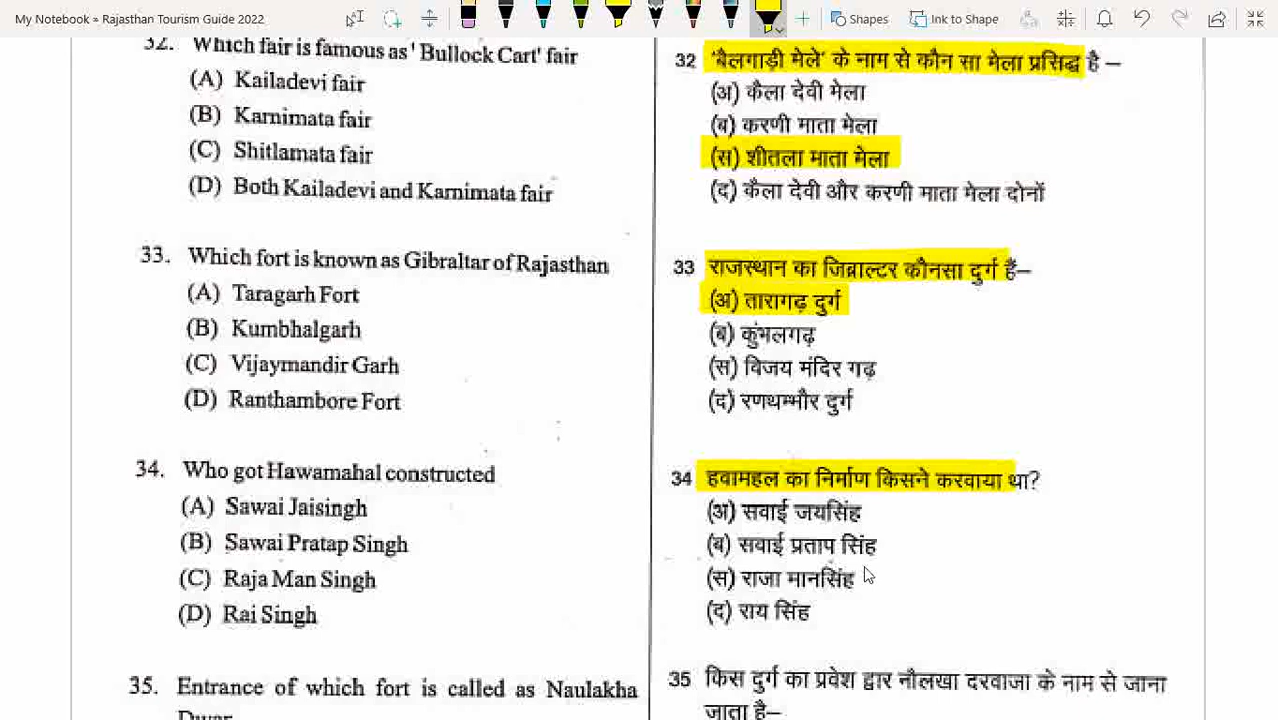 My Notebook » Rajasthan Tourism Guide 2022
Shapes
Ink to Shape
32. Which fair is famous as ' Bullock Cart' fair
(A) Kailadevi fair
(B) Karnimata fair
(C) Shitlamata fair
(D) Both Kailadevi and Karnimata fair
33. Which fort is known as Gibraltar of Rajasthan
(A) Taragarh Fort
(B) Kumbhalgarh
(C) Vijaymandir Garh
(D) Ranthambore Fort
34. Who got Hawamahal constructed
(A) Sawai Jaisingh
(B) Sawai Pratap Singh
(C) Raja Man Singh
(D) Rai Singh
35. Entrance of which fort is called as Naulakha
Dwar
32 'बैलगाड़ी मेले' के नाम से कौन सा मेला प्रसिद्ध है –
(अ) कैला देवी मेला
(ब) करणी माता मेला
(स) शीतला माता मेला
(द) कैला देवी और करणी माता मेला दोनों
33 राजस्थान का जिब्राल्टर कौनसा दुर्ग है–
(अ) तारागढ़ दुर्ग
(ब) कुंभलगढ़
(स) विजय मंदिर गढ़
(द) रणथम्भौर दुर्ग
34 हवामहल का निर्माण किसने करवाया था?
(अ) सवाई जयसिंह
(ब) सवाई प्रताप सिंह
(स) राजा मानसिंह
(द) राय सिंह
35 किस दुर्ग का प्रवेश द्वार नौलखा दरवाजा के नाम से जाना
जाता है–